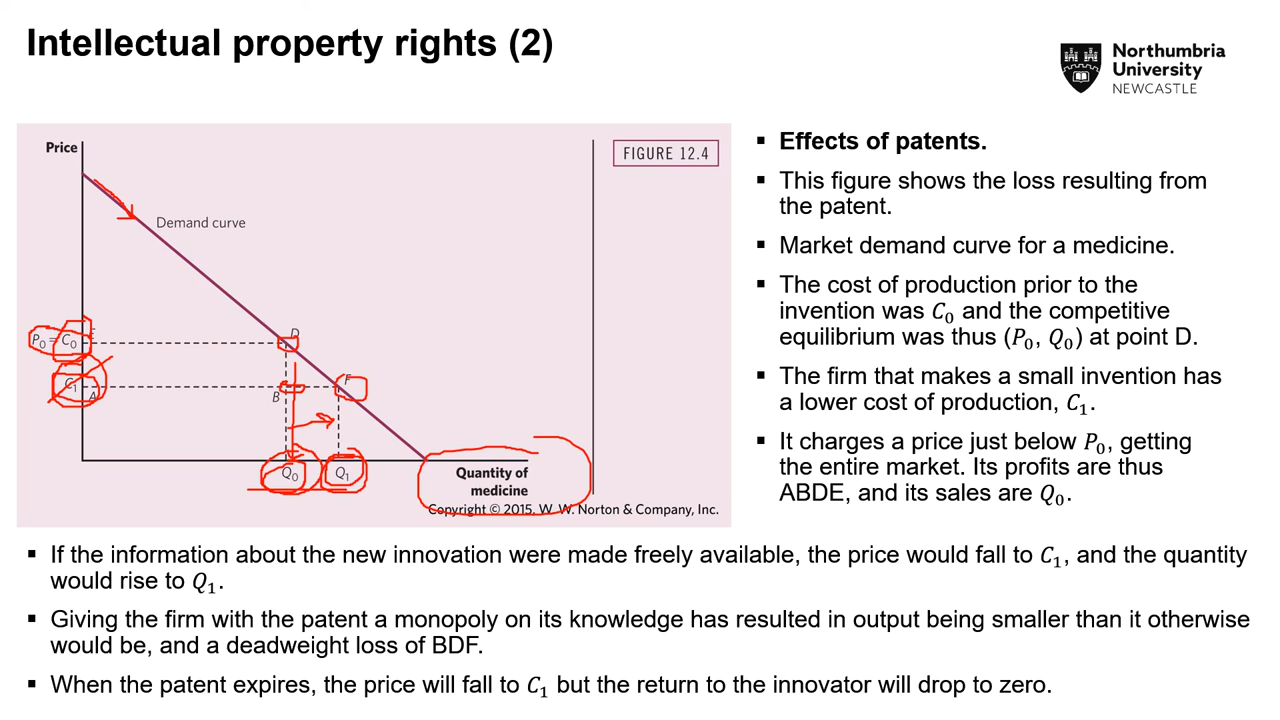 Intellectual property rights (2)
Northumbria
University
NEWCASTLE
Price
FIGURE 12.4
Demand curve
P₀ = C₀
E
D
C₁
A
B
F
Q₀
Q₁
Quantity of
medicine
Copyright © 2015, W. W. Norton & Company, Inc.
▪ Effects of patents.
▪ This figure shows the loss resulting from
the patent.
▪ Market demand curve for a medicine.
▪ The cost of production prior to the
invention was C₀ and the competitive
equilibrium was thus (P₀, Q₀) at point D.
▪ The firm that makes a small invention has
a lower cost of production, C₁.
▪ It charges a price just below P₀, getting
the entire market. Its profits are thus
ABDE, and its sales are Q₀.
▪ If the information about the new innovation were made freely available, the price would fall to C₁, and the quantity
would rise to Q₁.
▪ Giving the firm with the patent a monopoly on its knowledge has resulted in output being smaller than it otherwise
would be, and a deadweight loss of BDF.
▪ When the patent expires, the price will fall to C₁ but the return to the innovator will drop to zero.